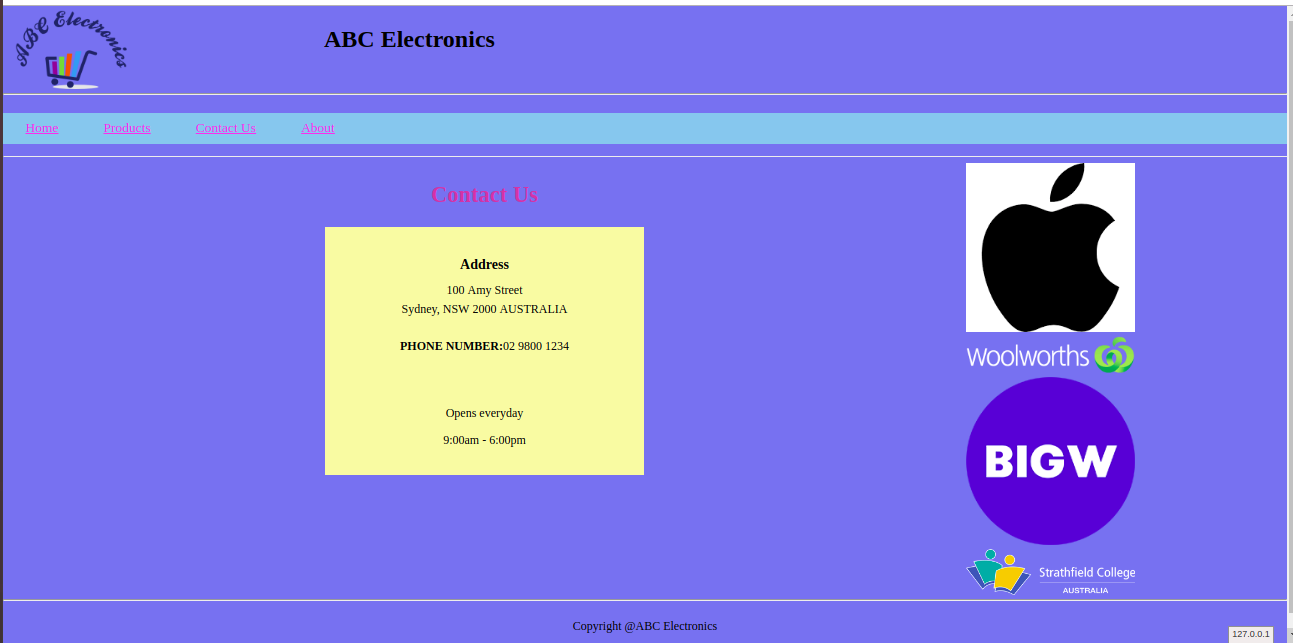 ABC Electronics
ABC Electronics
Home Products Contact Us About
Contact Us
Address
100 Amy Street
Sydney, NSW 2000 AUSTRALIA
PHONE NUMBER:02 9800 1234
Opens everyday
9:00am - 6:00pm
Woolworths
BIGW
Strathfield College
AUSTRALIA
Copyright @ABC Electronics
127.0.0.1